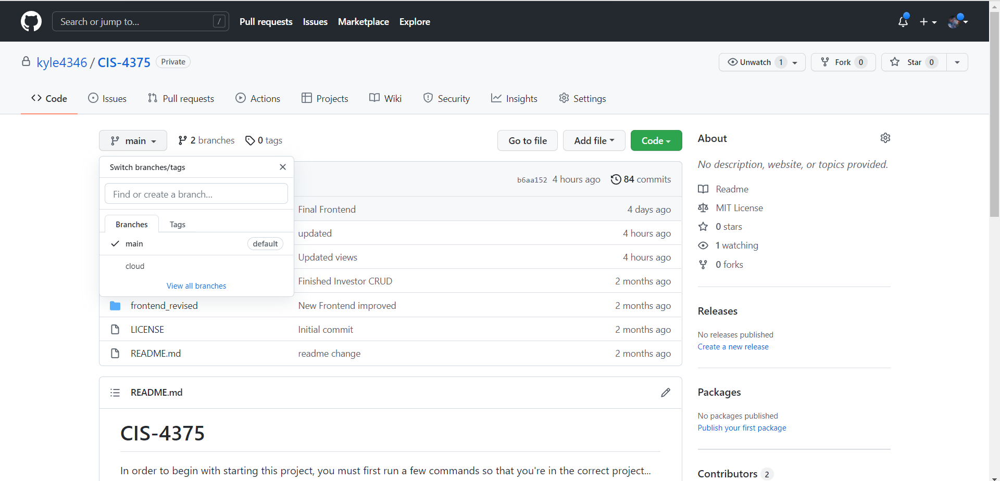 Search or jump to... /
Pull requests Issues Marketplace Explore
kyle4346 / CIS-4375 Private
Unwatch 1 Fork 0 Star 0
Code Issues Pull requests Actions Projects Wiki Security Insights Settings
main 2 branches 0 tags
Go to file Add file Code
Switch branches/tags
Find or create a branch...
Branches Tags
main default
cloud
View all branches
b6aa152 4 hours ago 84 commits
Final Frontend 4 days ago
updated 4 hours ago
Updated views 4 hours ago
Finished Investor CRUD 2 months ago
frontend_revised New Frontend improved 2 months ago
LICENSE Initial commit 2 months ago
README.md readme change 2 months ago
README.md
CIS-4375
In order to begin with starting this project, you must first run a few commands so that you're in the correct project...
About
No description, website, or topics provided.
Readme
MIT License
0 stars
1 watching
0 forks
Releases
No releases published
Create a new release
Packages
No packages published
Publish your first package
Contributors 2